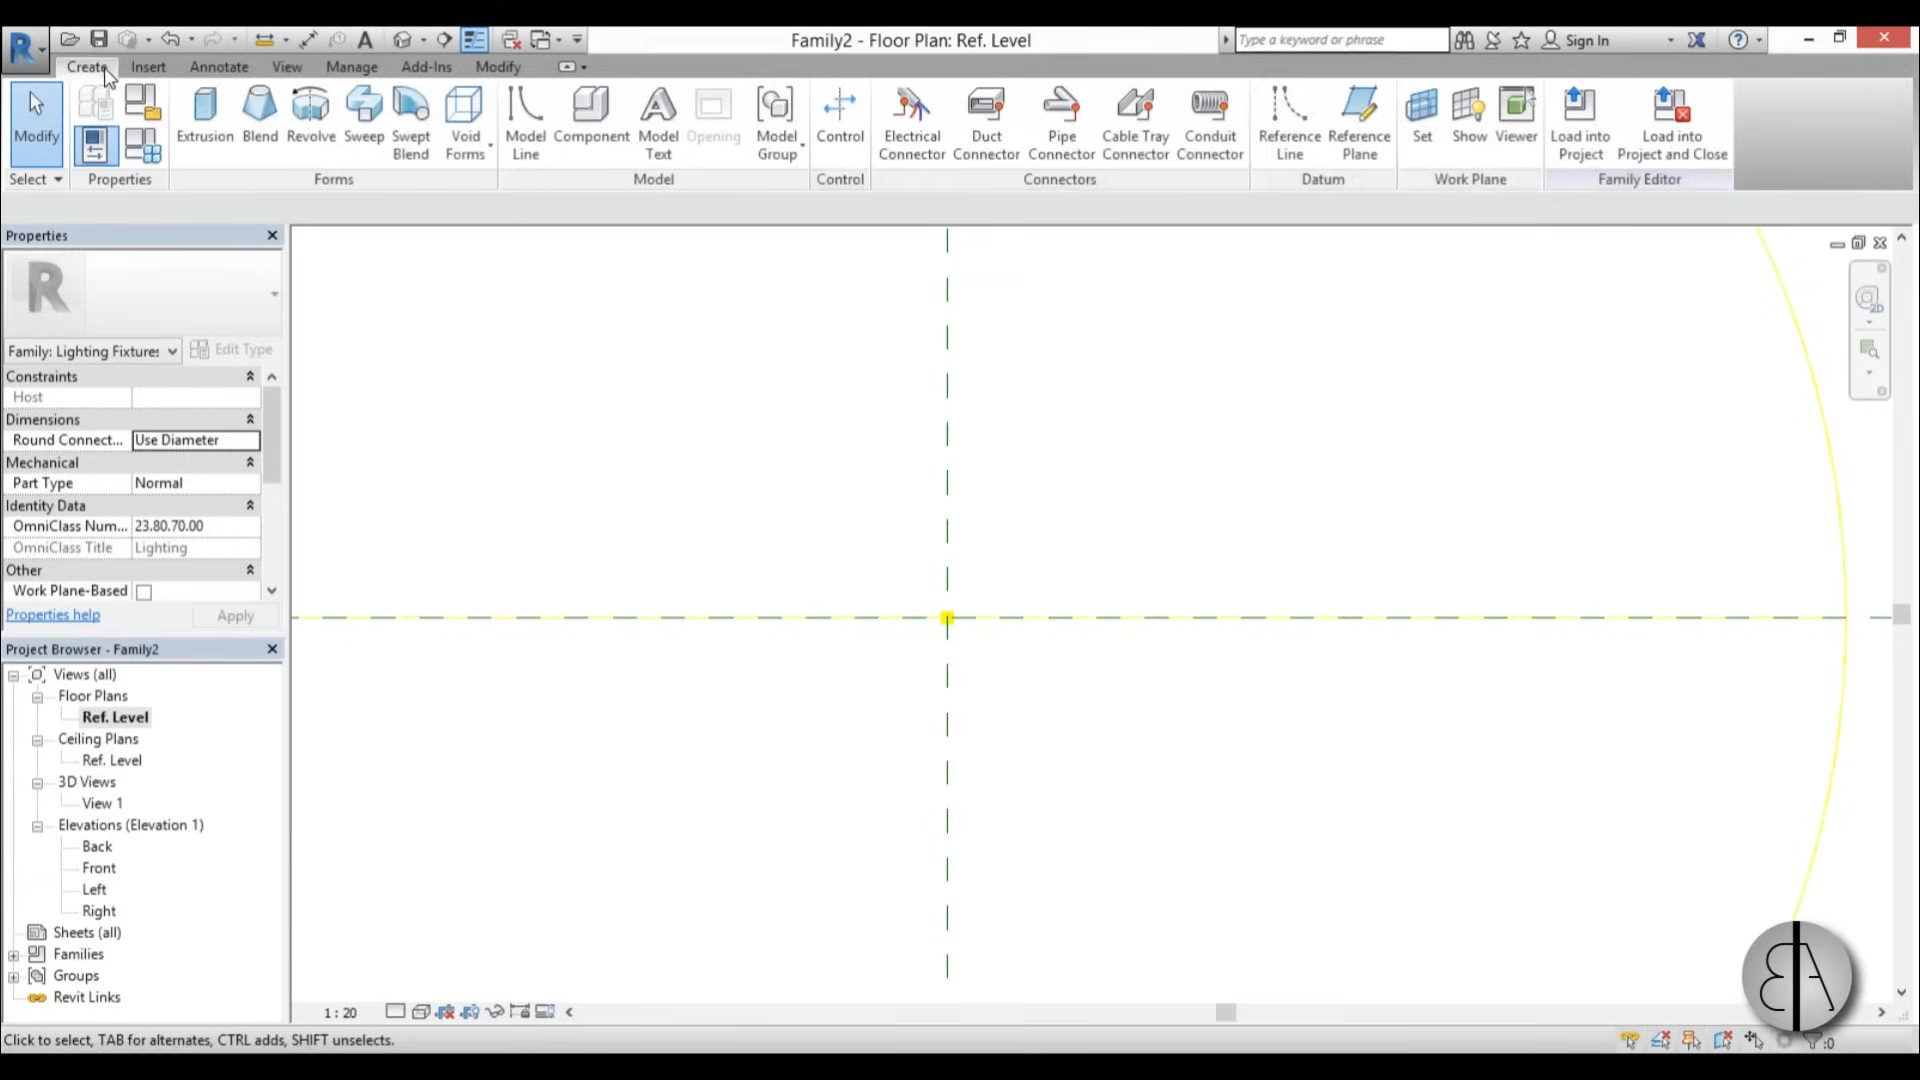 Family2 - Floor Plan: Ref. Level
Type a keyword or phrase
Sign In
Create
Insert
Annotate
View
Manage
Add-Ins
Modify
Modify
Select
Properties
Extrusion
Blend
Revolve
Sweep
Swept
Blend
Void
Forms
Forms
Model
Line
Component
Model
Text
Opening
Model
Group
Model
Control
Control
Electrical
Connector
Duct
Connector
Pipe
Connector
Cable Tray
Connector
Conduit
Connector
Connectors
Reference
Line
Reference
Plane
Datum
Set
Show
Viewer
Work Plane
Load into
Project
Load into
Project and Close
Family Editor
Properties
R
Family: Lighting Fixtures
Edit Type
Constraints
Host
Dimensions
Round Connect... Use Diameter
Mechanical
Part Type Normal
Identity Data
OmniClass Num... 23.80.70.00
OmniClass Title Lighting
Other
Work Plane-Based
Properties help
Apply
Project Browser - Family2
Views (all)
Floor Plans
Ref. Level
Ceiling Plans
Ref. Level
3D Views
View 1
Elevations (Elevation 1)
Back
Front
Left
Right
Sheets (all)
Families
Groups
Revit Links
2D
1 : 20
Click to select, TAB for alternates, CTRL adds, SHIFT unselects.
:0
BA